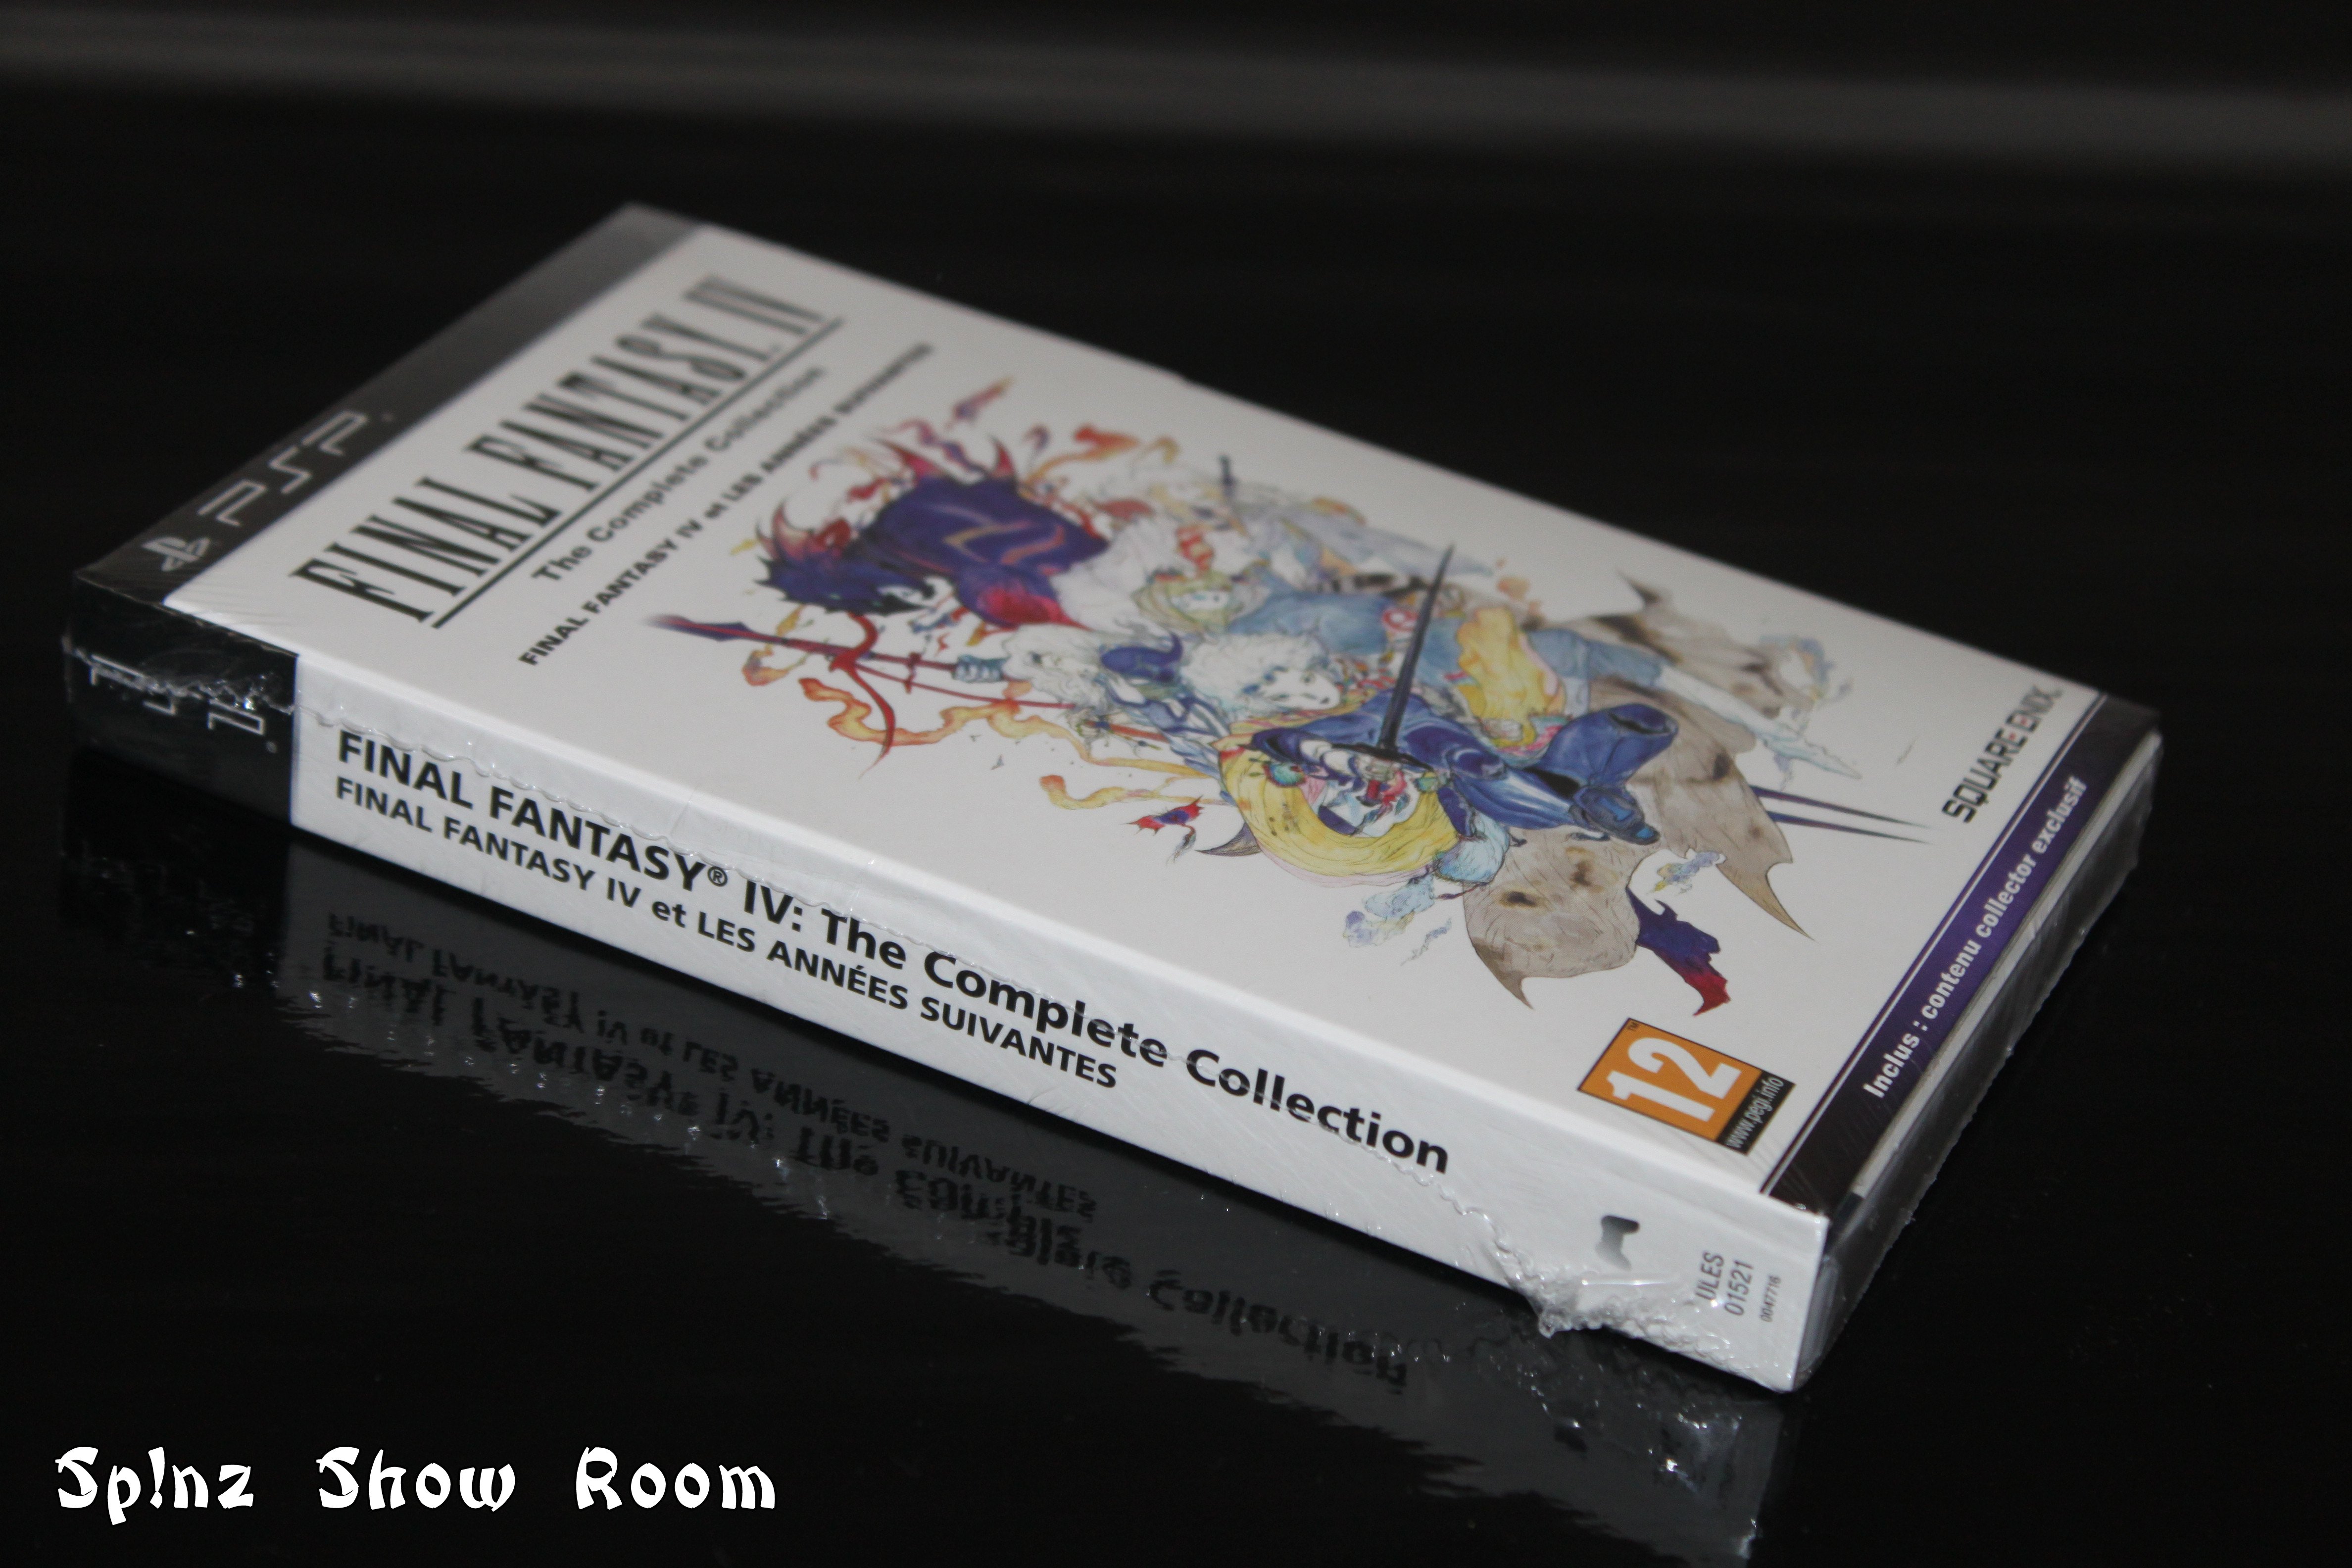 PSP
FINAL FANTASY IV
The Complete Collection
FINAL FANTASY IV et LES ANNÉES SUIVANTES
SQUARE ENIX
Inclus : contenu collector exclusif
12
www.pegi.info
FINAL FANTASY® IV: The Complete Collection
FINAL FANTASY IV et LES ANNÉES SUIVANTES
ULES
01521
0047716
Sp!nz Show Room